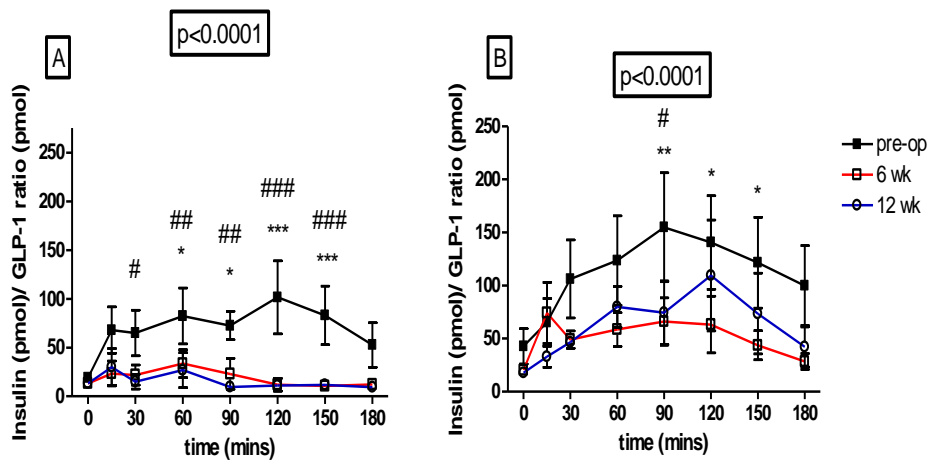 p<0.0001
A
Insulin (pmol)/ GLP-1 ratio (pmol)
250
200
150
100
50
0
###
## ## ###
# * * *** ***
0 30 60 90 120 150 180
time (mins)
B
p<0.0001
Insulin (pmol)/ GLP-1 ratio (pmol)
250
200
150
100
50
0
#
** * *
0 30 60 90 120 150 180
time (mins)
pre-op
6 wk
12 wk